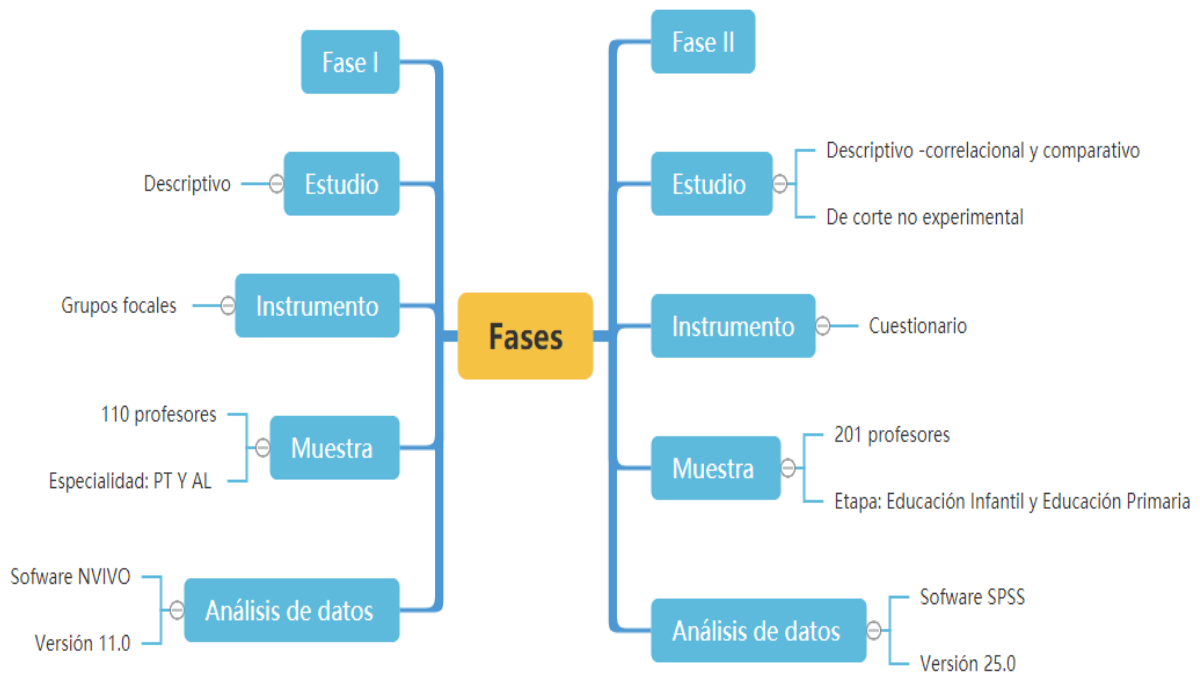 Fases
Fase I
Estudio
Descriptivo
Instrumento
Grupos focales
Muestra
110 profesores
Especialidad: PT Y AL
Análisis de datos
Sofware NVIVO
Versión 11.0
Fase II
Estudio
Descriptivo -correlacional y comparativo
De corte no experimental
Instrumento
Cuestionario
Muestra
201 profesores
Etapa: Educación Infantil y Educación Primaria
Análisis de datos
Sofware SPSS
Versión 25.0